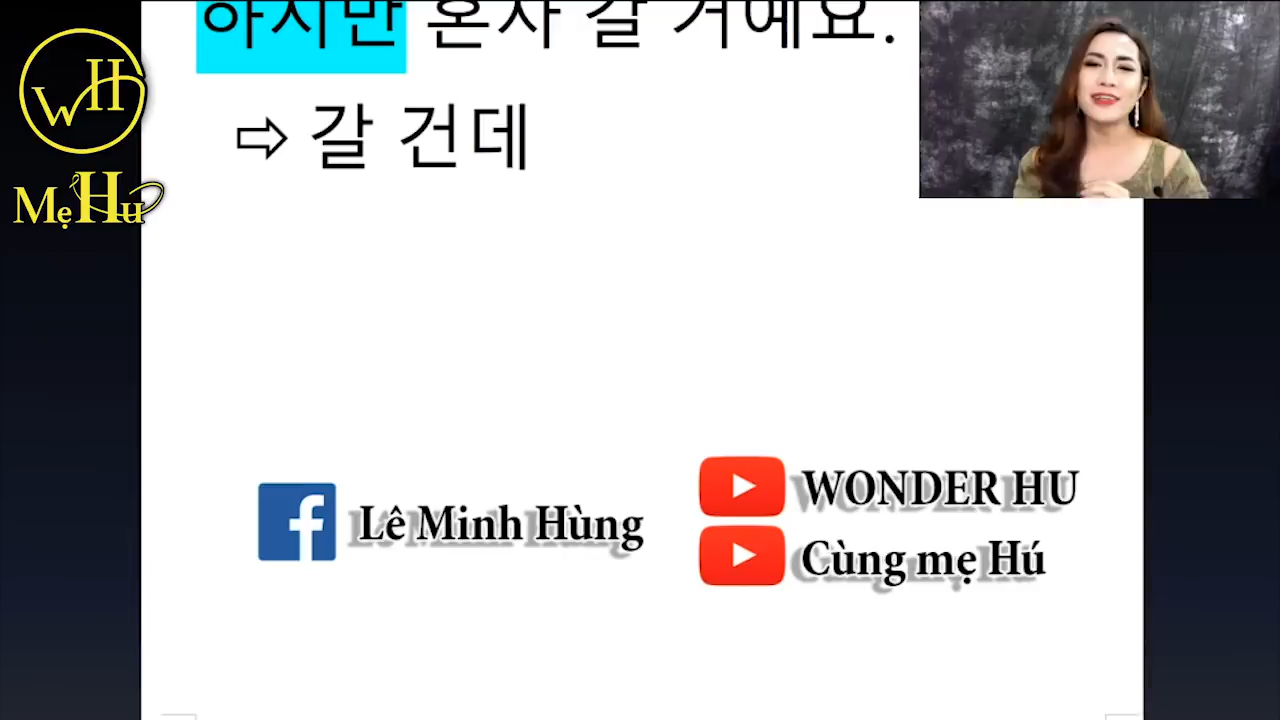 하지만 혼자 갈 거예요.
⇨ 갈 건데
WH
Mẹ Hu
Lê Minh Hùng
WONDER HU
Cùng mẹ Hú